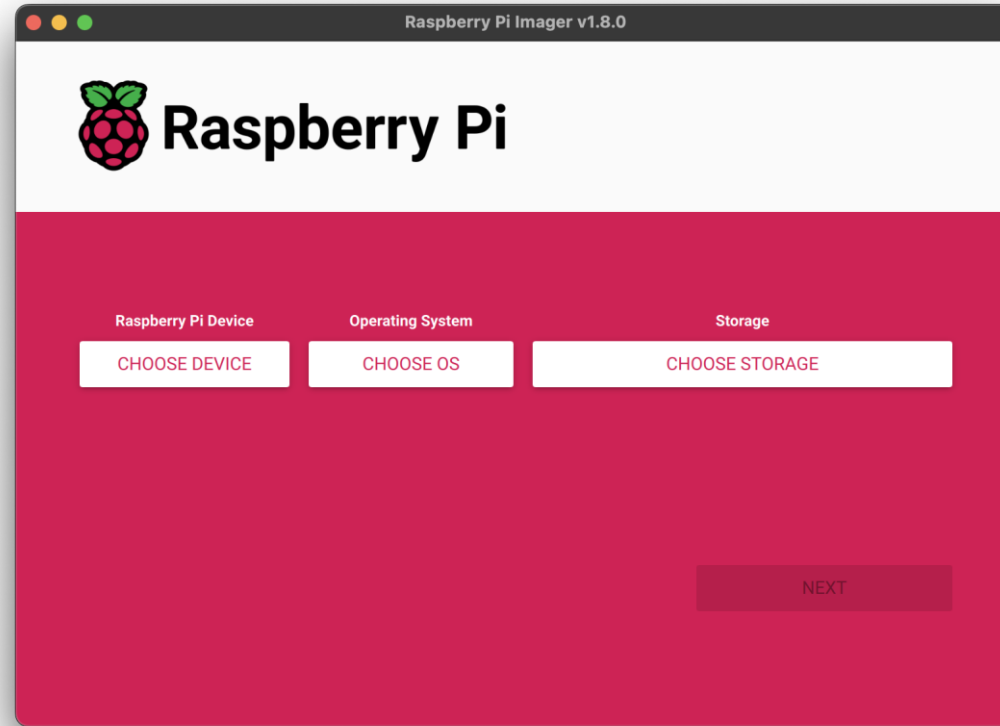 Raspberry Pi Imager v1.8.0
Raspberry Pi
Raspberry Pi Device Operating System Storage
CHOOSE DEVICE CHOOSE OS CHOOSE STORAGE
NEXT